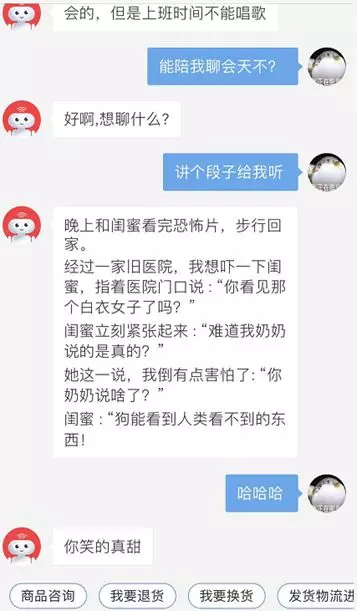 会的，但是上班时间不能唱歌
能陪我聊会天不？
好啊,想聊什么？
讲个段子给我听
晚上和闺蜜看完恐怖片，步行回
家。
经过一家旧医院，我想吓一下闺
蜜，指着医院门口说：“你看见那
个白衣女子了吗？”
闺蜜立刻紧张起来：“难道我奶奶
说的是真的？”
她这一说，我倒有点害怕了：“你
奶奶说啥了？”
闺蜜：“狗能看到人类看不到的东
西！
哈哈哈
你笑的真甜
商品咨询
我要退货
我要换货
发货物流进